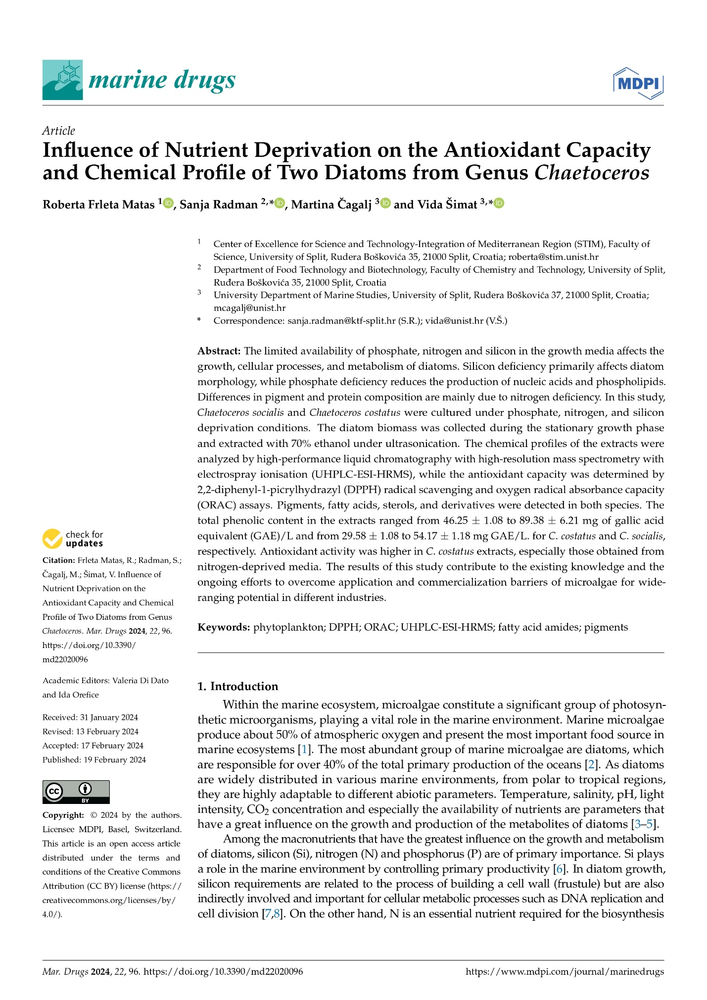 marine drugs
MDPI
Article
Influence of Nutrient Deprivation on the Antioxidant Capacity
and Chemical Profile of Two Diatoms from Genus Chaetoceros
Roberta Frleta Matas 1 iD, Sanja Radman 2,* iD, Martina Čagalj 3 iD and Vida Šimat 3,* iD
1 Center of Excellence for Science and Technology-Integration of Mediterranean Region (STIM), Faculty of
Science, University of Split, Rudera Boškovića 35, 21000 Split, Croatia; roberta@stim.unist.hr
2 Department of Food Technology and Biotechnology, Faculty of Chemistry and Technology, University of Split,
Ruđera Boškovića 35, 21000 Split, Croatia
3 University Department of Marine Studies, University of Split, Rudera Boškovića 37, 21000 Split, Croatia;
mcagalj@unist.hr
* Correspondence: sanja.radman@ktf-split.hr (S.R.); vida@unist.hr (V.Š.)
Abstract: The limited availability of phosphate, nitrogen and silicon in the growth media affects the
growth, cellular processes, and metabolism of diatoms. Silicon deficiency primarily affects diatom
morphology, while phosphate deficiency reduces the production of nucleic acids and phospholipids.
Differences in pigment and protein composition are mainly due to nitrogen deficiency. In this study,
Chaetoceros socialis and Chaetoceros costatus were cultured under phosphate, nitrogen, and silicon
deprivation conditions. The diatom biomass was collected during the stationary growth phase
and extracted with 70% ethanol under ultrasonication. The chemical profiles of the extracts were
analyzed by high-performance liquid chromatography with high-resolution mass spectrometry with
electrospray ionisation (UHPLC-ESI-HRMS), while the antioxidant capacity was determined by
2,2-diphenyl-1-picrylhydrazyl (DPPH) radical scavenging and oxygen radical absorbance capacity
(ORAC) assays. Pigments, fatty acids, sterols, and derivatives were detected in both species. The
total phenolic content in the extracts ranged from 46.25 ± 1.08 to 89.38 ± 6.21 mg of gallic acid
equivalent (GAE)/L and from 29.58 ± 1.08 to 54.17 ± 1.18 mg GAE/L. for C. costatus and C. socialis,
respectively. Antioxidant activity was higher in C. costatus extracts, especially those obtained from
nitrogen-deprived media. The results of this study contribute to the existing knowledge and the
ongoing efforts to overcome application and commercialization barriers of microalgae for wide-
ranging potential in different industries.
Keywords: phytoplankton; DPPH; ORAC; UHPLC-ESI-HRMS; fatty acid amides; pigments
check for
updates
Citation: Frleta Matas, R.; Radman, S.;
Čagalj, M.; Šimat, V. Influence of
Nutrient Deprivation on the
Antioxidant Capacity and Chemical
Profile of Two Diatoms from Genus
Chaetoceros. Mar. Drugs 2024, 22, 96.
https://doi.org/10.3390/
md22020096
Academic Editors: Valeria Di Dato
and Ida Orefice
Received: 31 January 2024
Revised: 13 February 2024
Accepted: 17 February 2024
Published: 19 February 2024
cc BY
Copyright: © 2024 by the authors.
Licensee MDPI, Basel, Switzerland.
This article is an open access article
distributed under the terms and
conditions of the Creative Commons
Attribution (CC BY) license (https://
creativecommons.org/licenses/by/
4.0/).
1. Introduction
Within the marine ecosystem, microalgae constitute a significant group of photosyn-
thetic microorganisms, playing a vital role in the marine environment. Marine microalgae
produce about 50% of atmospheric oxygen and present the most important food source in
marine ecosystems [1]. The most abundant group of marine microalgae are diatoms, which
are responsible for over 40% of the total primary production of the oceans [2]. As diatoms
are widely distributed in various marine environments, from polar to tropical regions,
they are highly adaptable to different abiotic parameters. Temperature, salinity, pH, light
intensity, CO2 concentration and especially the availability of nutrients are parameters that
have a great influence on the growth and production of the metabolites of diatoms [3–5].
Among the macronutrients that have the greatest influence on the growth and metabolism
of diatoms, silicon (Si), nitrogen (N) and phosphorus (P) are of primary importance. Si plays
a role in the marine environment by controlling primary productivity [6]. In diatom growth,
silicon requirements are related to the process of building a cell wall (frustule) but are also
indirectly involved and important for cellular metabolic processes such as DNA replication and
cell division [7,8]. On the other hand, N is an essential nutrient required for the biosynthesis
Mar. Drugs 2024, 22, 96. https://doi.org/10.3390/md22020096
https://www.mdpi.com/journal/marinedrugs